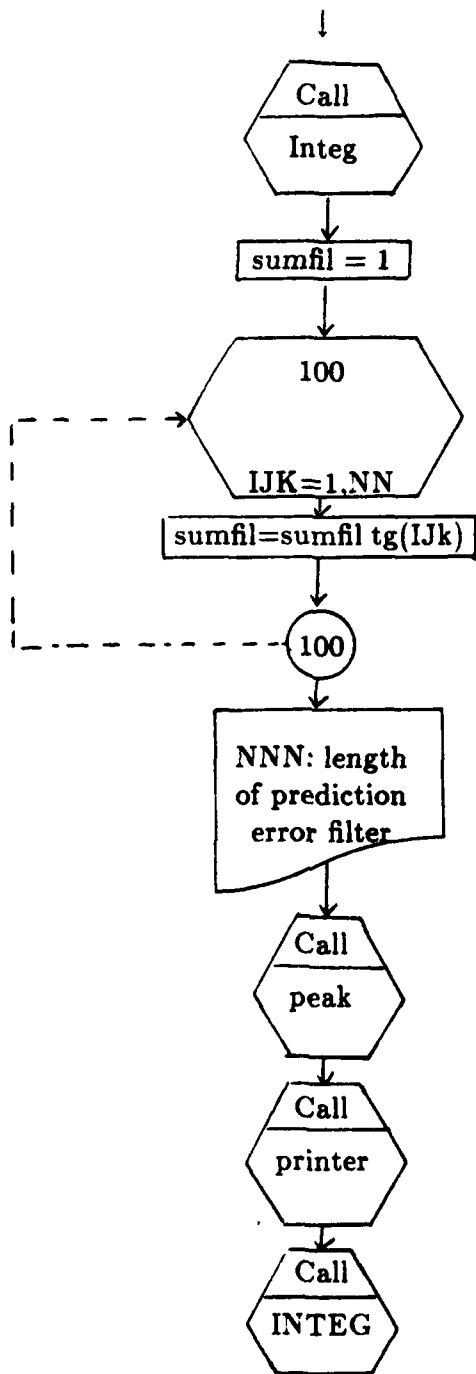 Call
Integ
sumfil = 1
100
IJK=1,NN
sumfil=sumfil tg(IJk)
100
NNN: length
of prediction
error filter
Call
peak
Call
printer
Call
INTEG